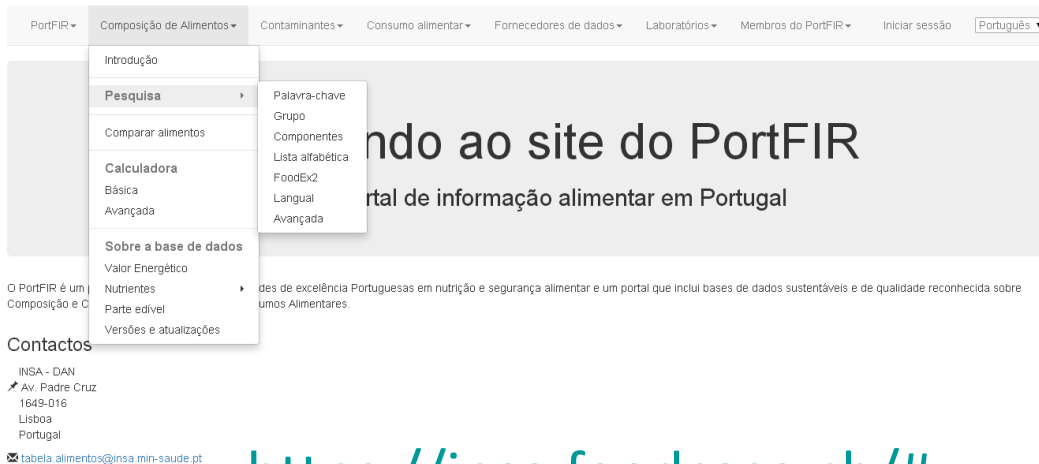 PortFIR Composição de Alimentos Contaminantes Consumo alimentar Fornecedores de dados Laboratórios Membros do PortFIR Iniciar sessão Português
Introdução
Pesquisa
Comparar alimentos
Calculadora
Básica
Avançada
Sobre a base de dados
Valor Energético
Nutrientes
Parte edível
Versões e atualizações
Palavra-chave
Grupo
Componentes
Lista alfabética
FoodEx2
Langual
Avançada
ndo ao site do PortFIR
rtal de informação alimentar em Portugal
O PortFIR é um des de excelência Portuguesas em nutrição e segurança alimentar e um portal que inclui bases de dados sustentáveis e de qualidade reconhecida sobre
Composição e C umos Alimentares.
Contactos
INSA - DAN
Av. Padre Cruz
1649-016
Lisboa
Portugal
tabela.alimentos@insa.min-saude.pt